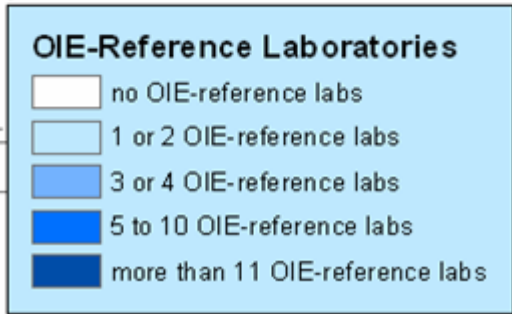 OIE-Reference Laboratories
no OIE-reference labs
1 or 2 OIE-reference labs
3 or 4 OIE-reference labs
5 to 10 OIE-reference labs
more than 11 OIE-reference labs